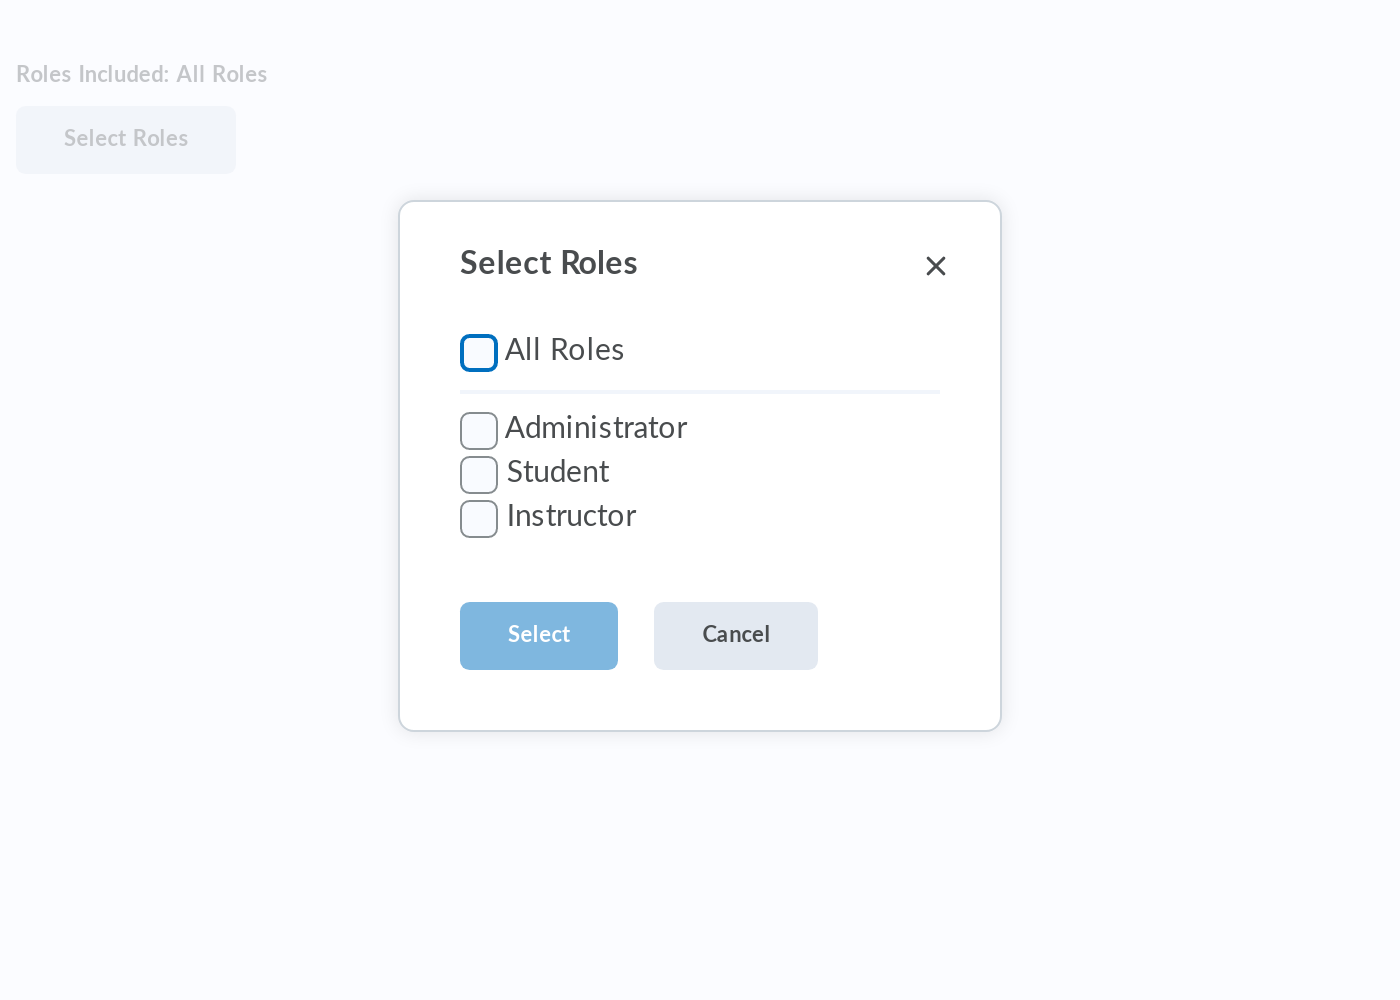 Roles Included: All Roles
Select Roles
Select Roles
All Roles
Administrator
Student
Instructor
Select
Cancel